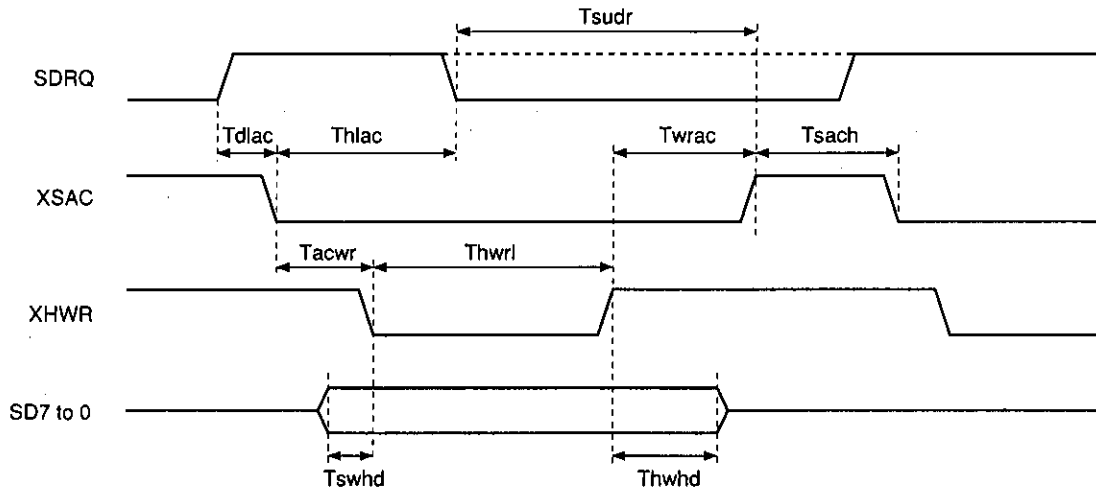 Tsudr
SDRQ
Tdlac Thlac Twrac Tsach
XSAC
Tacwr Thwrl
XHWR
SD7 to 0
Tswhd Thwhd